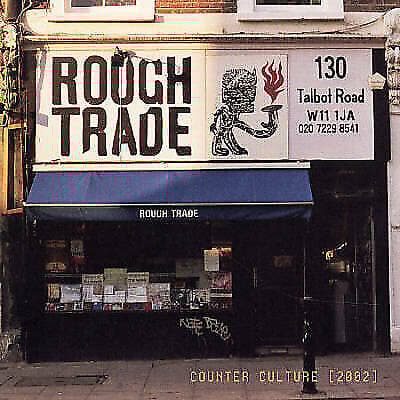 ROUGH
TRADE
130
Talbot Road
W11 1JA
020 7229 8541
ROUGH TRADE
COUNTER CULTURE [2002]